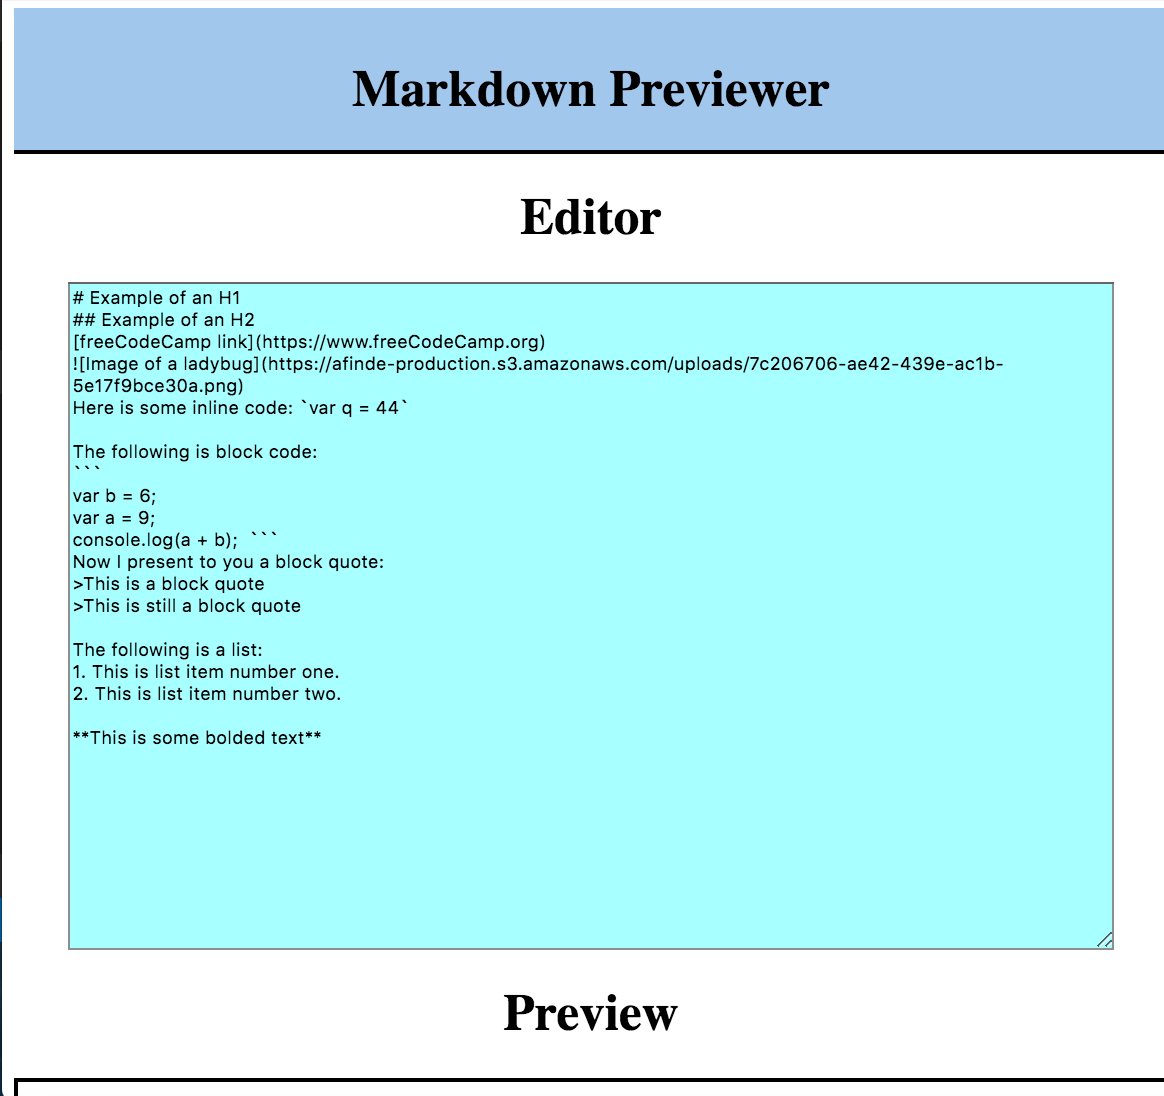 Markdown Previewer
Editor
# Example of an H1
## Example of an H2
[freeCodeCamp link](https://www.freeCodeCamp.org)
![Image of a ladybug](https://afinde-production.s3.amazonaws.com/uploads/7c206706-ae42-439e-ac1b-
5e17f9bce30a.png)
Here is some inline code: `var q = 44`

The following is block code:
```
var b = 6;
var a = 9;
console.log(a + b);  ```
Now I present to you a block quote:
>This is a block quote
>This is still a block quote

The following is a list:
1. This is list item number one.
2. This is list item number two.

**This is some bolded text**
Preview